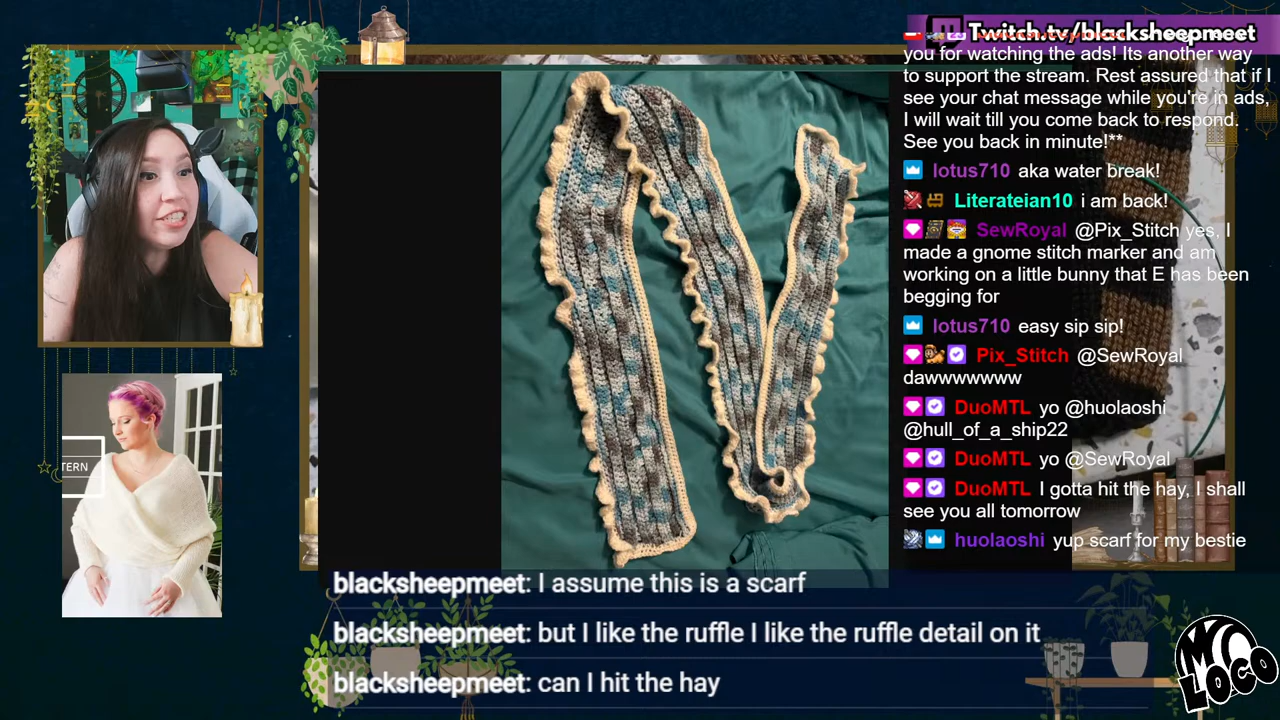 Twitch.tv/blacksheepmeet
you for watching the ads! Its another way
to support the stream. Rest assured that if I
see your chat message while you're in ads,
I will wait till you come back to respond.
See you back in minute!**
lotus710 aka water break!
Literateian10 i am back!
SewRoyal @Pix_Stitch yes, I
made a gnome stitch marker and am
working on a little bunny that E has been
begging for
lotus710 easy sip sip!
Pix_Stitch @SewRoyal
dawwwwwww
DuoMTL yo @huolaoshi
@hull_of_a_ship22
DuoMTL yo @SewRoyal
DuoMTL I gotta hit the hay, I shall
see you all tomorrow
huolaoshi yup scarf for my bestie
TERN
blacksheepmeet: I assume this is a scarf
blacksheepmeet: but I like the ruffle I like the ruffle detail on it
blacksheepmeet: can I hit the hay
MC
LOCO